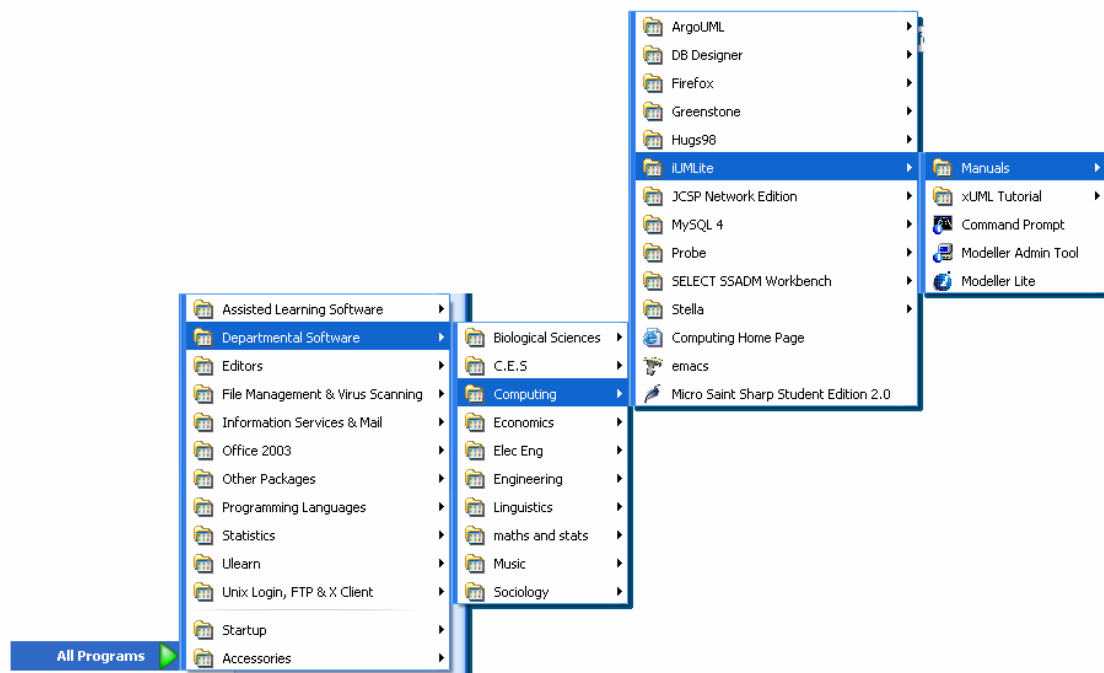 ArgoUML
DB Designer
Firefox
Greenstone
Hugs98
iUMLite
JCSP Network Edition
MySQL 4
Probe
SELECT SSADM Workbench
Stella
Computing Home Page
emacs
Micro Saint Sharp Student Edition 2.0
Manuals
xUML Tutorial
Command Prompt
Modeller Admin Tool
Modeller Lite
Assisted Learning Software
Departmental Software
Editors
File Management & Virus Scanning
Information Services & Mail
Office 2003
Other Packages
Programming Languages
Statistics
Ulearn
Unix Login, FTP & X Client
Startup
Accessories
Biological Sciences
C.E.S
Computing
Economics
Elec Eng
Engineering
Linguistics
maths and stats
Music
Sociology
All Programs